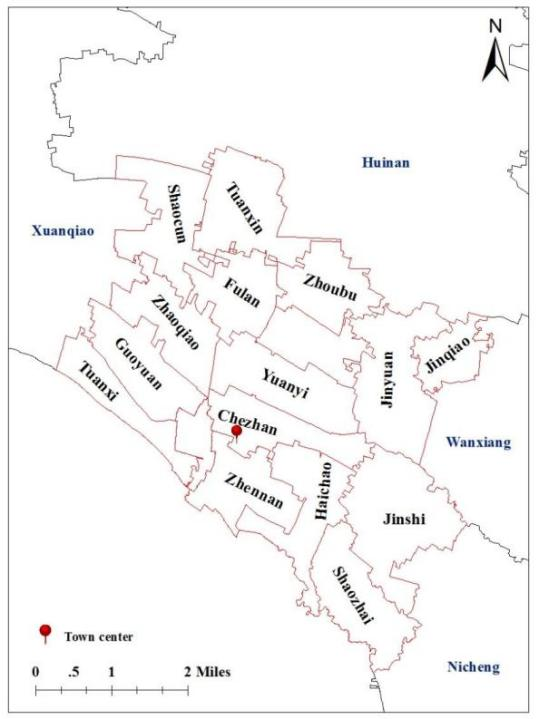 N
Huinan
Shaocun
Tuanxin
Xuanqiao
Fulan
Zhoubu
Zhaoqiao
Guoyuan
Jinqiao
Tuanxi
Yuanyi
Jinyuan
Chezhan
Wanxiang
Zhennan
Haichao
Jinshi
Shaozhai
Town center
Nicheng
0 .5 1 2 Miles